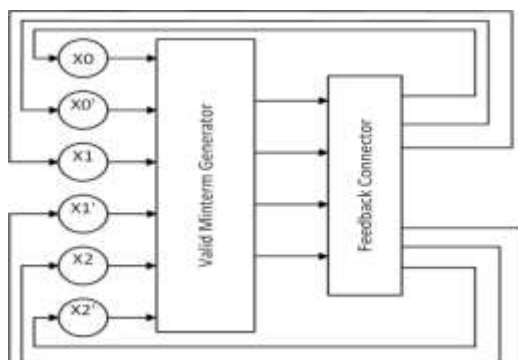 X0
X0'
X1
X1'
X2
X2'
Valid Minterm Generator
Feedback Connector